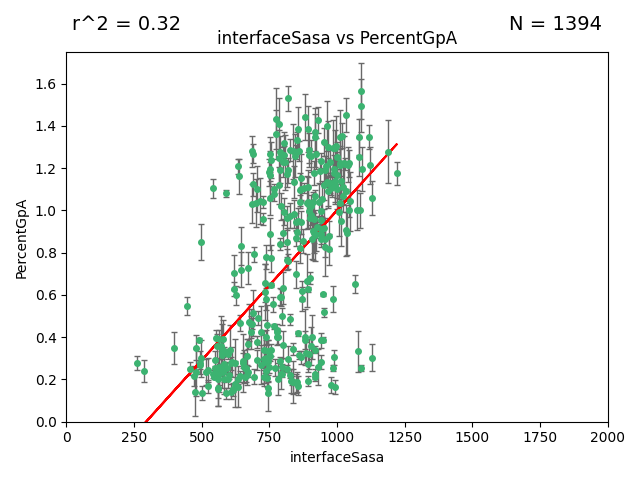 r^2 = 0.32
N = 1394
interfaceSasa vs PercentGpA
PercentGpA
1.6
1.4
1.2
1.0
0.8
0.6
0.4
0.2
0.0
0 250 500 750 1000 1250 1500 1750 2000
interfaceSasa